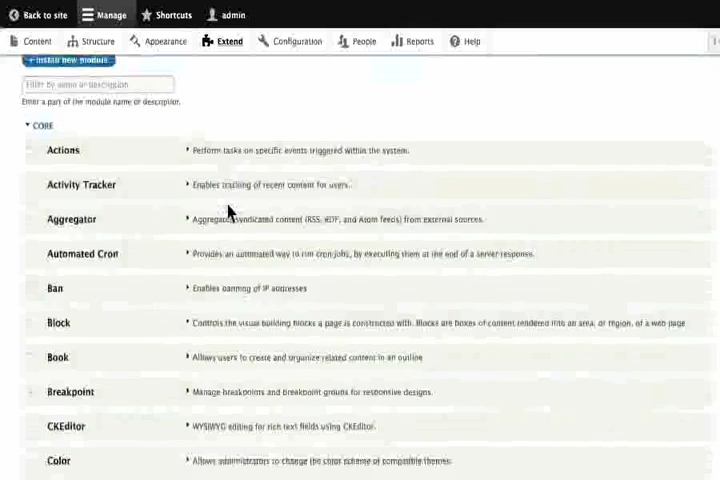 Back to site Manage Shortcuts admin
Content Structure Appearance Extend Configuration People Reports Help
+ Install new module
Filter by name or description
Enter a part of the module name or description.
CORE
Actions Perform tasks on specific events triggered within the system.
Activity Tracker Enables tracking of recent content for users.
Aggregator Aggregates syndicated content (RSS, RDF, and Atom feeds) from external sources.
Automated Cron Provides an automated way to run cron jobs, by executing them at the end of a server response.
Ban Enables banning of IP addresses
Block Controls the visual building blocks a page is constructed with. Blocks are boxes of content rendered into an area, or region, of a web page
Book Allows users to create and organize related content in an outline
Breakpoint Manage breakpoints and breakpoint groups for responsive designs.
CKEditor WYSIWYG editing for rich text fields using CKEditor.
Color Allows administrators to change the color scheme of compatible themes.